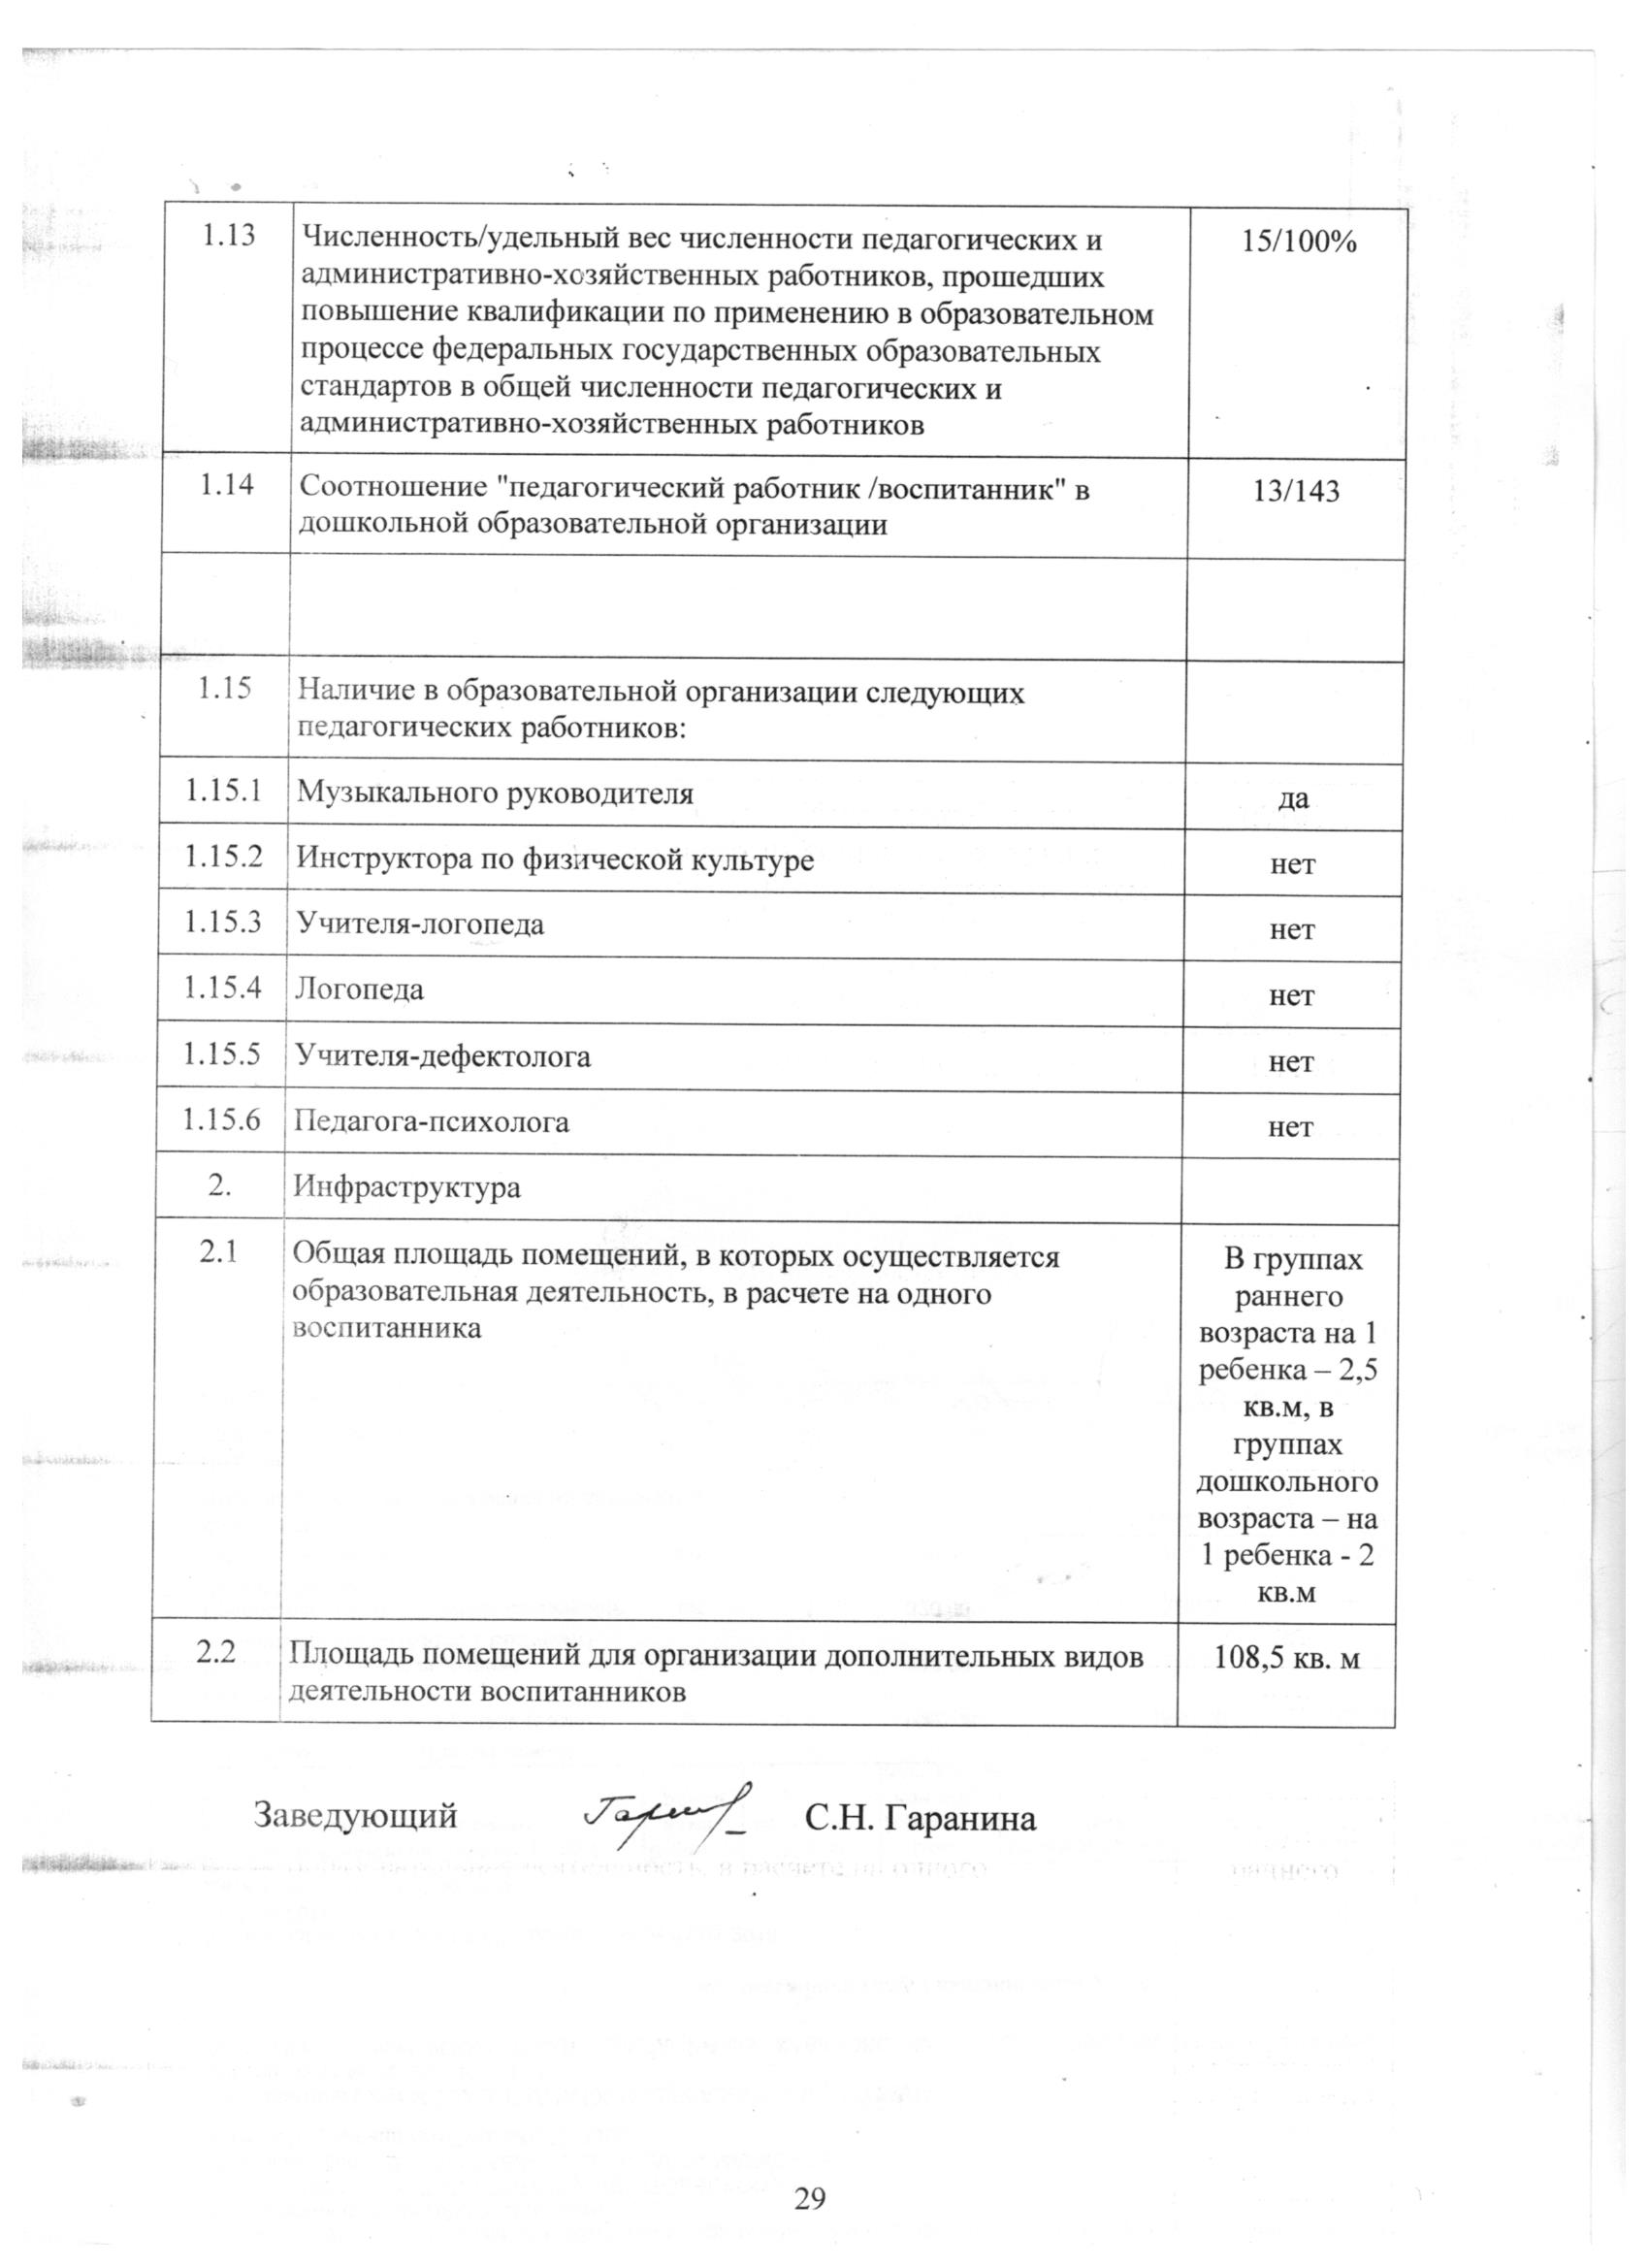 1.13
Численность/удельный вес численности педагогических и
административно-хозяйственных работников, прошедших
повышение квалификации по применению в образовательном
процессе федеральных государственных образовательных
стандартов в общей численности педагогических и
административно-хозяйственных работников
15/100%
1.14
Соотношение "педагогический работник /воспитанник" в
дошкольной образовательной организации
13/143
1.15
Наличие в образовательной организации следующих
педагогических работников:
1.15.1
Музыкального руководителя
да
1.15.2
Инструктора по физической культуре
нет
1.15.3
Учителя-логопеда
нет
1.15.4
Логопеда
нет
1.15.5
Учителя-дефектолога
нет
1.15.6
Педагога-психолога
нет
2.
Инфраструктура
2.1
Общая площадь помещений, в которых осуществляется
образовательная деятельность, в расчете на одного
воспитанника
В группах
раннего
возраста на 1
ребенка – 2,5
кв.м, в
группах
дошкольного
возраста – на
1 ребенка - 2
кв.м
2.2
Площадь помещений для организации дополнительных видов
деятельности воспитанников
108,5 кв. м
Заведующий С.Н. Гаранина
29